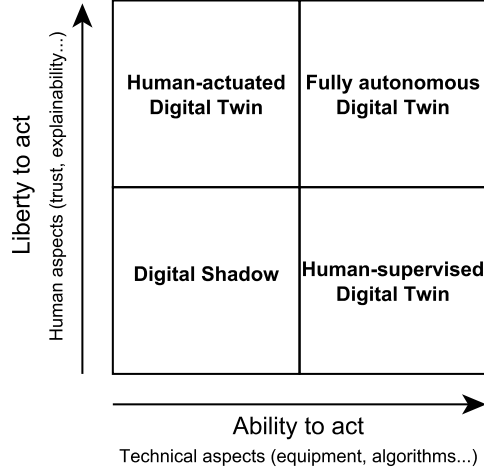 Liberty to act
Human aspects (trust, explainability...)
Human-actuated
Digital Twin
Fully autonomous
Digital Twin
Digital Shadow
Human-supervised
Digital Twin
Ability to act
Technical aspects (equipment, algorithms...)